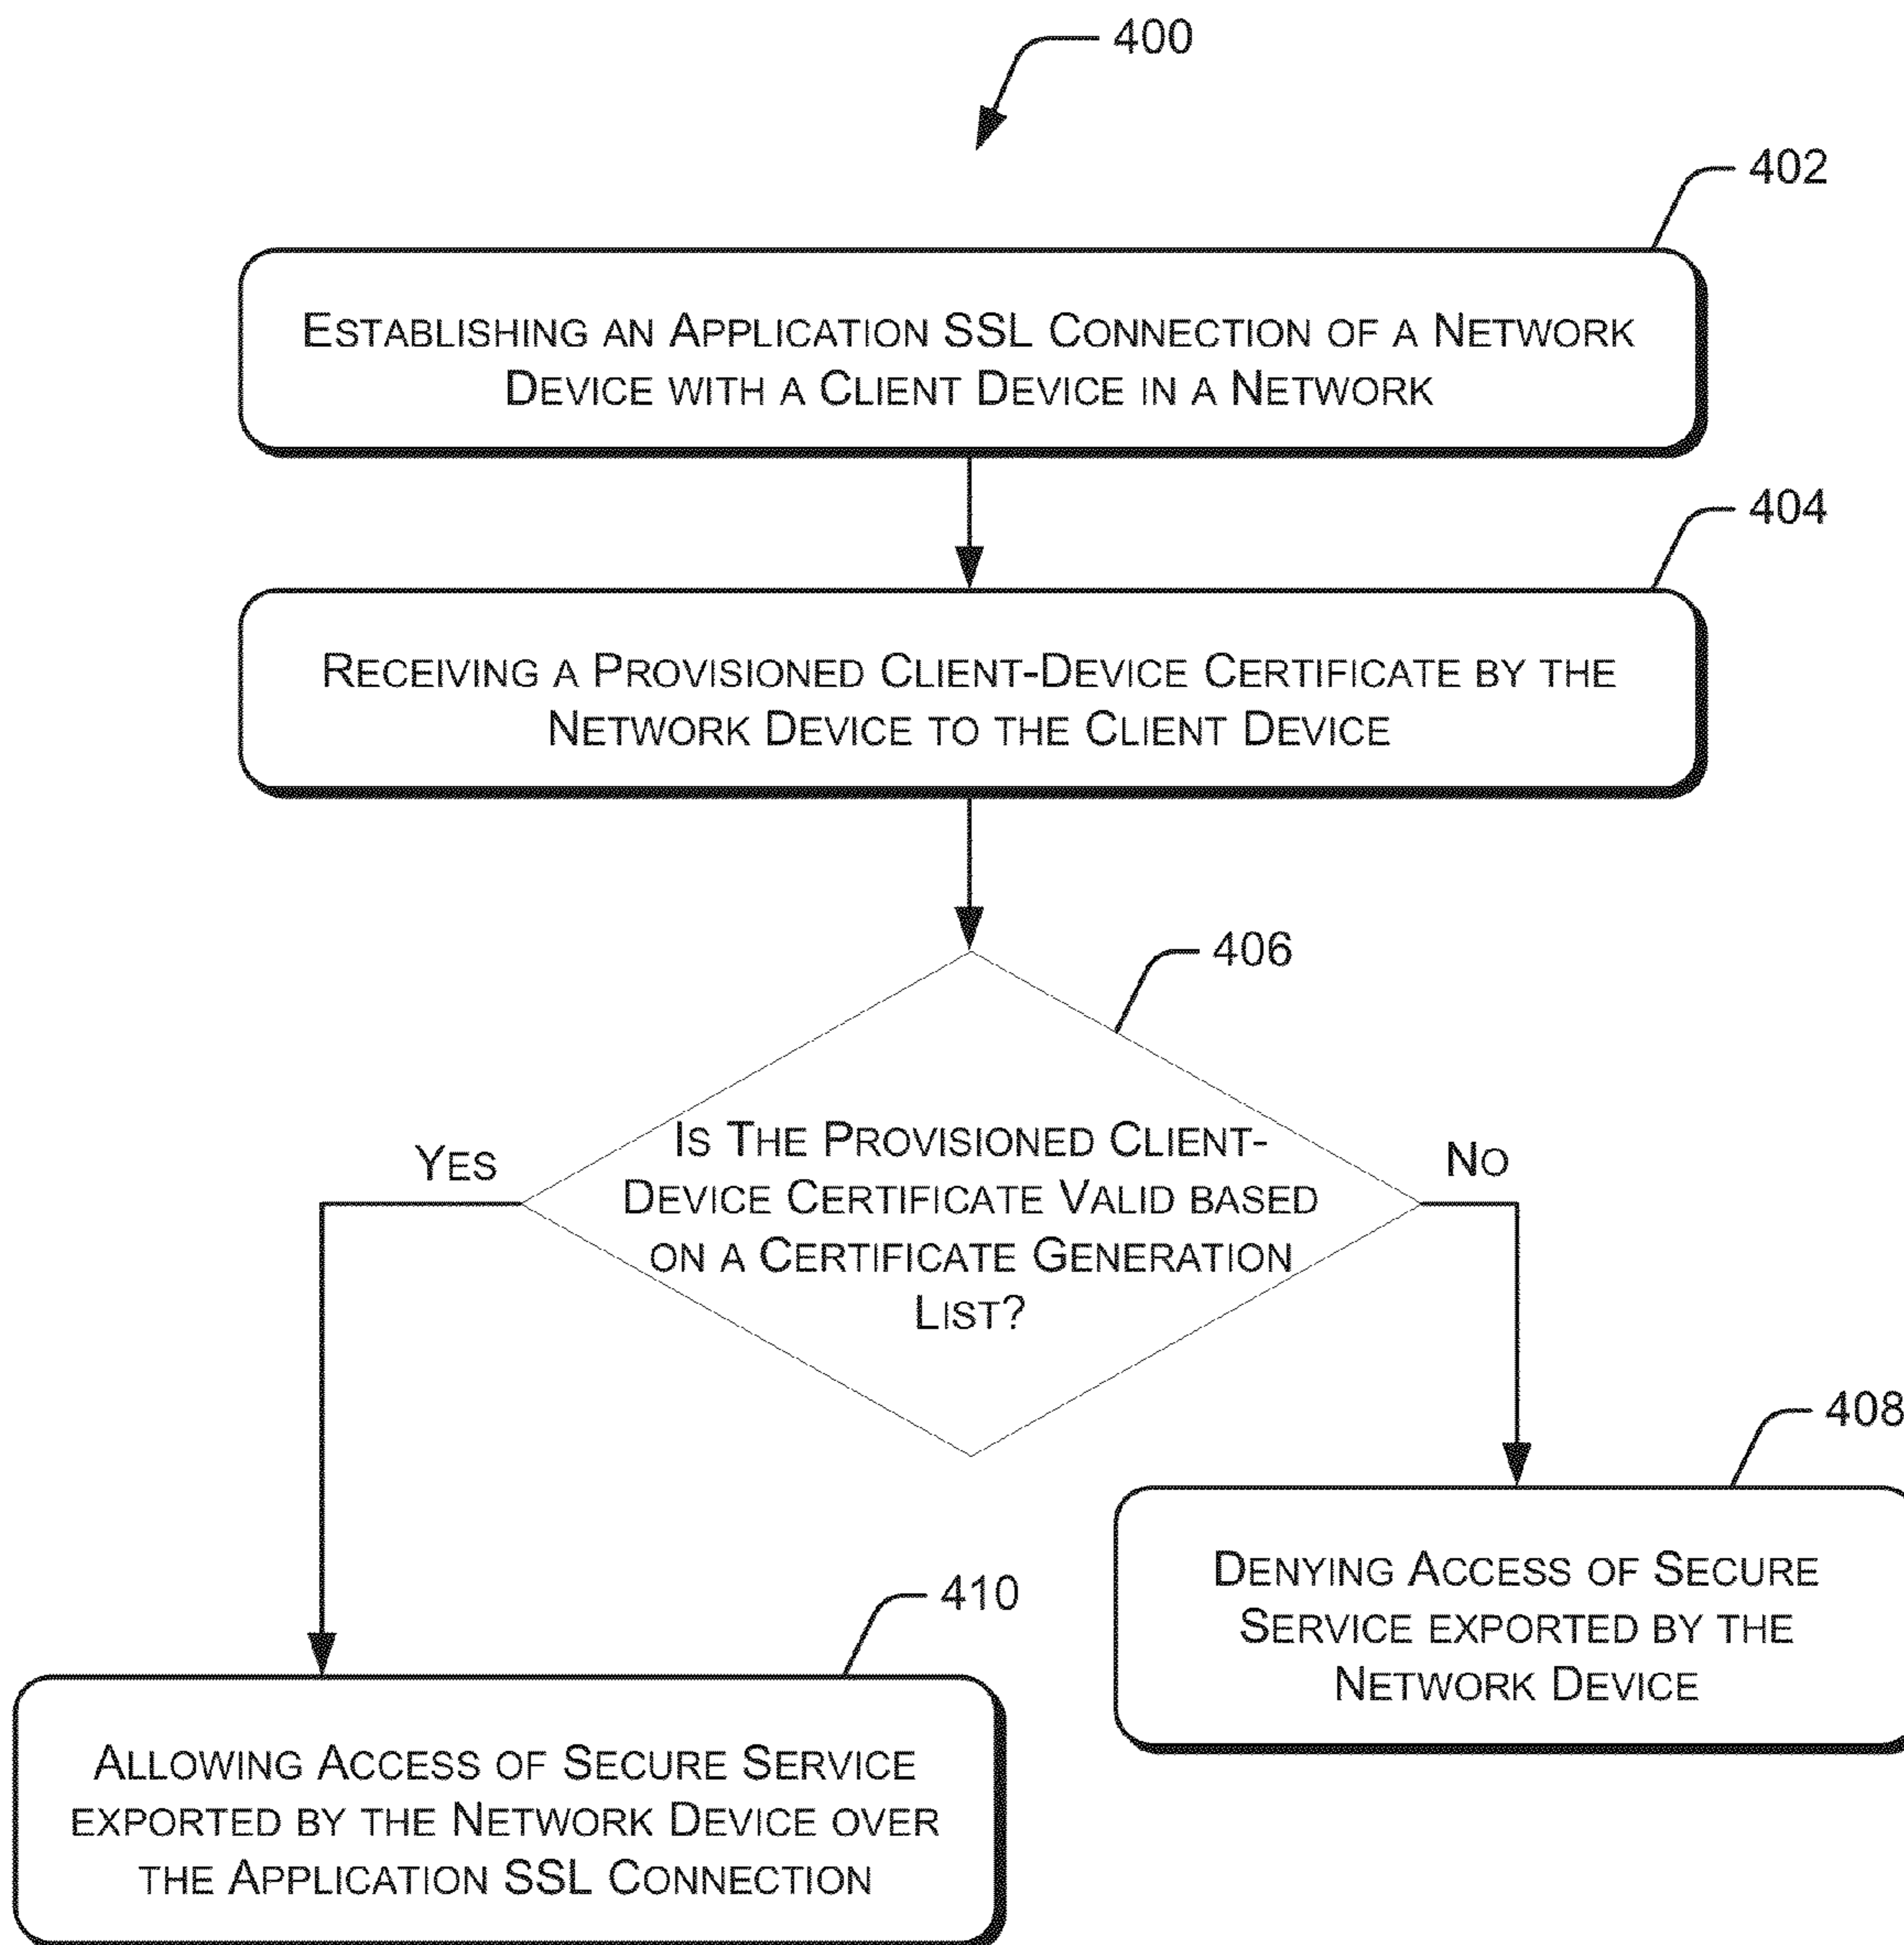 400
402
ESTABLISHING AN APPLICATION SSL CONNECTION OF A NETWORK
DEVICE WITH A CLIENT DEVICE IN A NETWORK
404
RECEIVING A PROVISIONED CLIENT-DEVICE CERTIFICATE BY THE
NETWORK DEVICE TO THE CLIENT DEVICE
406
IS THE PROVISIONED CLIENT-
DEVICE CERTIFICATE VALID BASED
ON A CERTIFICATE GENERATION
LIST?
YES
NO
408
DENYING ACCESS OF SECURE
SERVICE EXPORTED BY THE
NETWORK DEVICE
410
ALLOWING ACCESS OF SECURE SERVICE
EXPORTED BY THE NETWORK DEVICE OVER
THE APPLICATION SSL CONNECTION